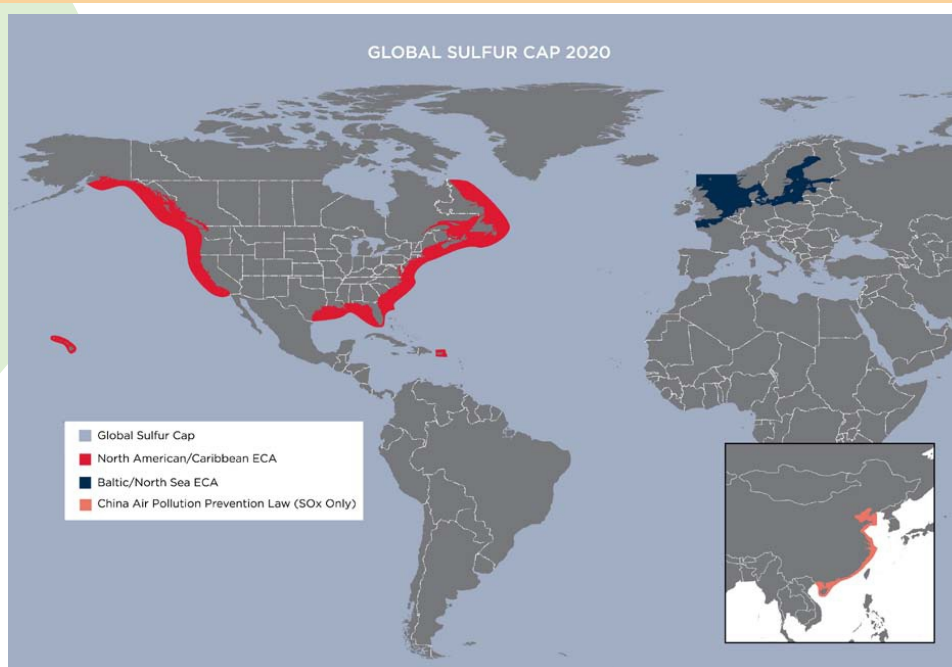 GLOBAL SULFUR CAP 2020
Global Sulfur Cap
North American/Caribbean ECA
Baltic/North Sea ECA
China Air Pollution Prevention Law (SOx Only)